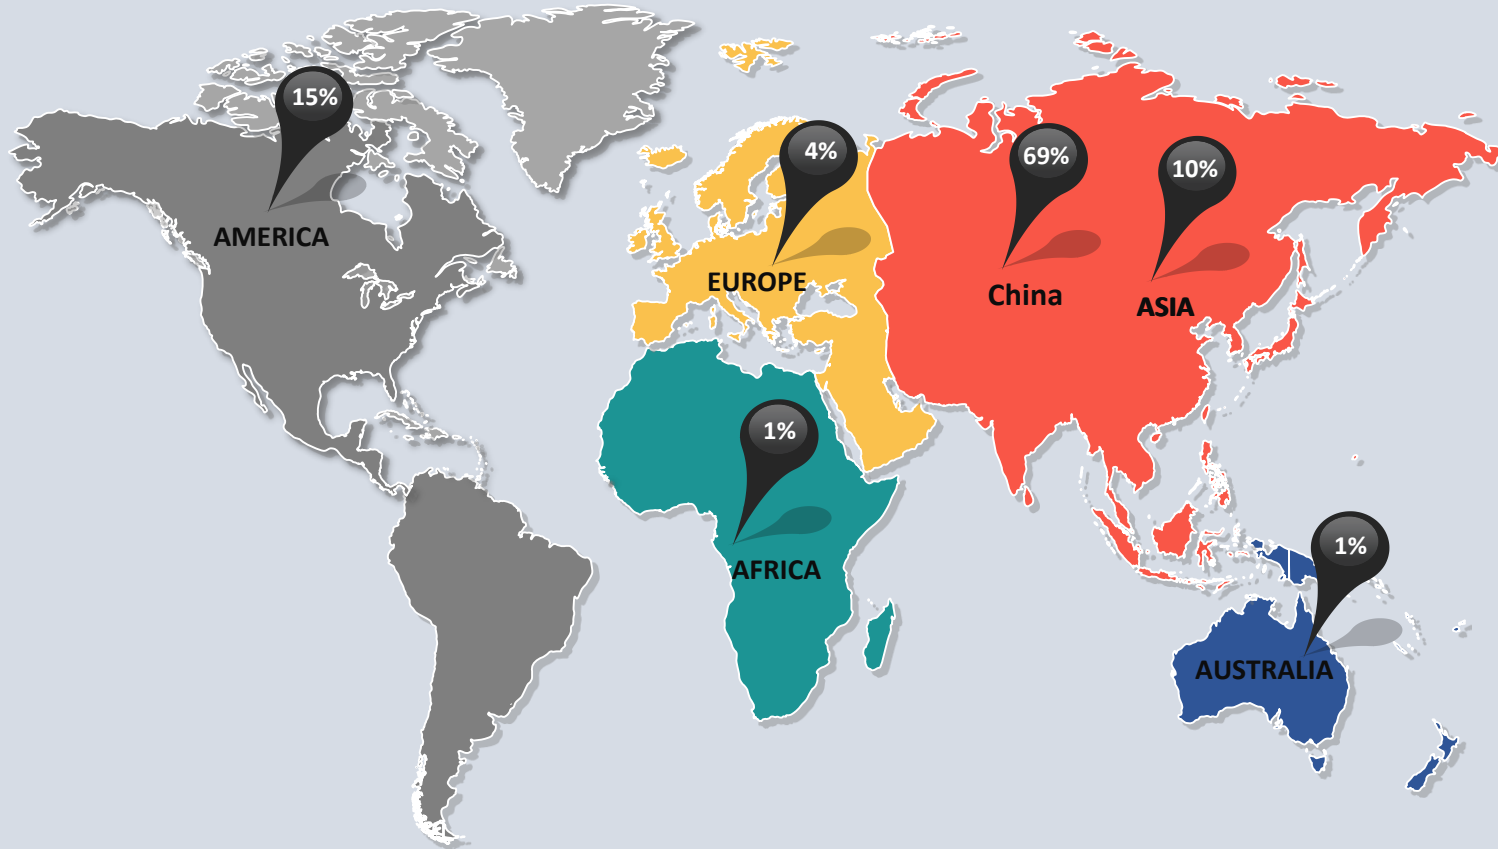 15%
AMERICA
4%
EUROPE
69%
China
10%
ASIA
1%
AFRICA
1%
AUSTRALIA